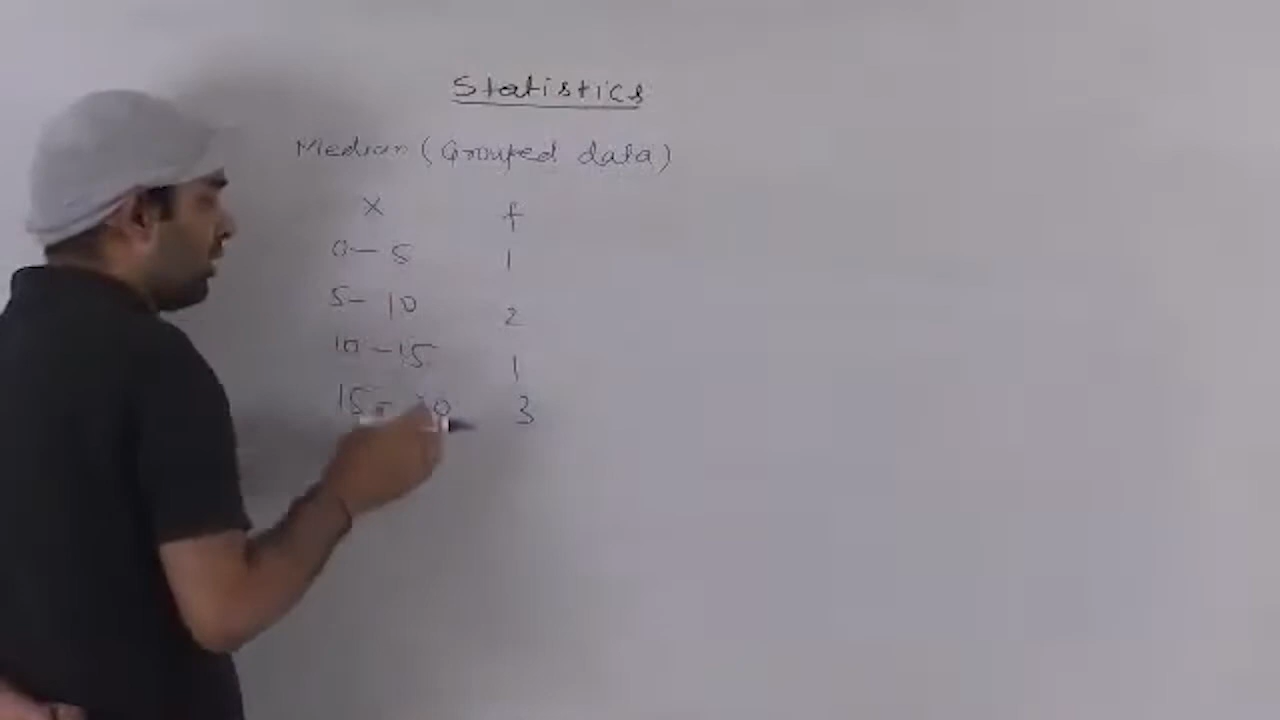 Statistics
Median (Grouped data)
x f
0-5 1
5-10 2
10-15 1
15- 3